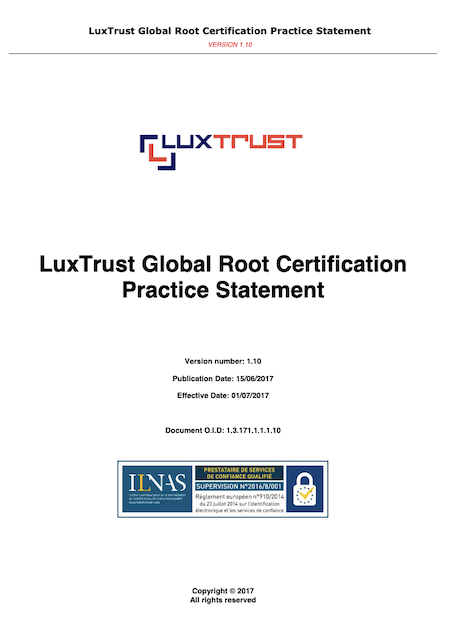 LuxTrust Global Root Certification Practice Statement
VERSION 1.10
LUXTRUST
LuxTrust Global Root Certification
Practice Statement
Version number: 1.10
Publication Date: 15/06/2017
Effective Date: 01/07/2017
Document O.I.D: 1.3.171.1.1.1.10
ILNAS
PRESTATAIRE DE SERVICES
DE CONFIANCE QUALIFIÉ
SUPERVISION N°2016/8/001
Règlement européen n°910/2014
du 23 juillet 2014 sur l'identification
électronique et les services de confiance
Copyright © 2017
All rights reserved